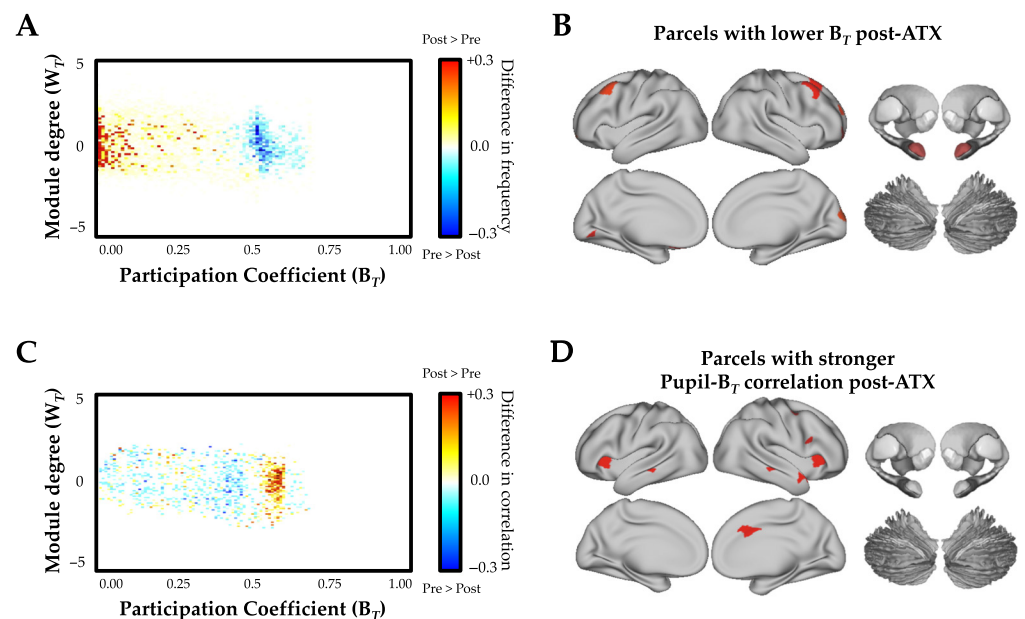 A
Post > Pre
5
0
−5
Module degree (W_T)
0.00 0.25 0.5 0.75 1.00
Participation Coefficient (B_T)
+0.3
0.0
−0.3
Difference in frequency
Pre > Post
B
Parcels with lower B_T post-ATX
C
Post > Pre
5
0
−5
Module degree (W_T)
0.00 0.25 0.5 0.75 1.00
Participation Coefficient (B_T)
+0.3
0.0
−0.3
Difference in correlation
Pre > Post
D
Parcels with stronger
Pupil-B_T correlation post-ATX